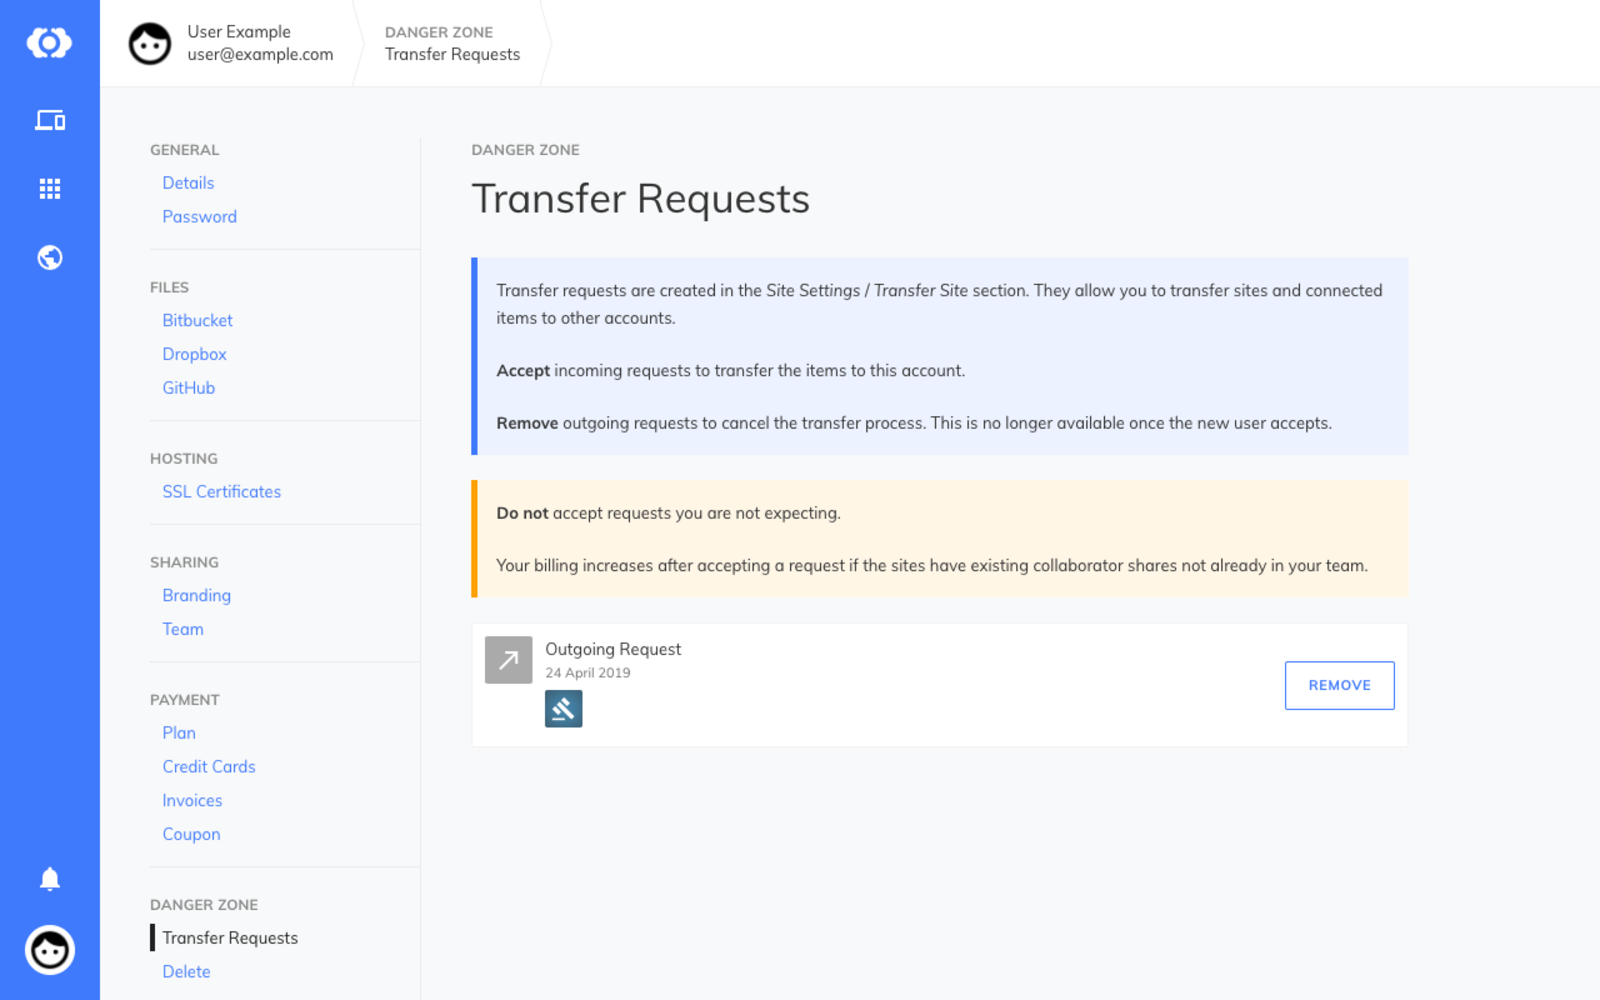 User Example
user@example.com
DANGER ZONE
Transfer Requests
GENERAL
Details
Password
FILES
Bitbucket
Dropbox
GitHub
HOSTING
SSL Certificates
SHARING
Branding
Team
PAYMENT
Plan
Credit Cards
Invoices
Coupon
DANGER ZONE
Transfer Requests
Delete
DANGER ZONE
Transfer Requests
Transfer requests are created in the Site Settings / Transfer Site section. They allow you to transfer sites and connected
items to other accounts.
Accept incoming requests to transfer the items to this account.
Remove outgoing requests to cancel the transfer process. This is no longer available once the new user accepts.
Do not accept requests you are not expecting.
Your billing increases after accepting a request if the sites have existing collaborator shares not already in your team.
Outgoing Request
24 April 2019
REMOVE